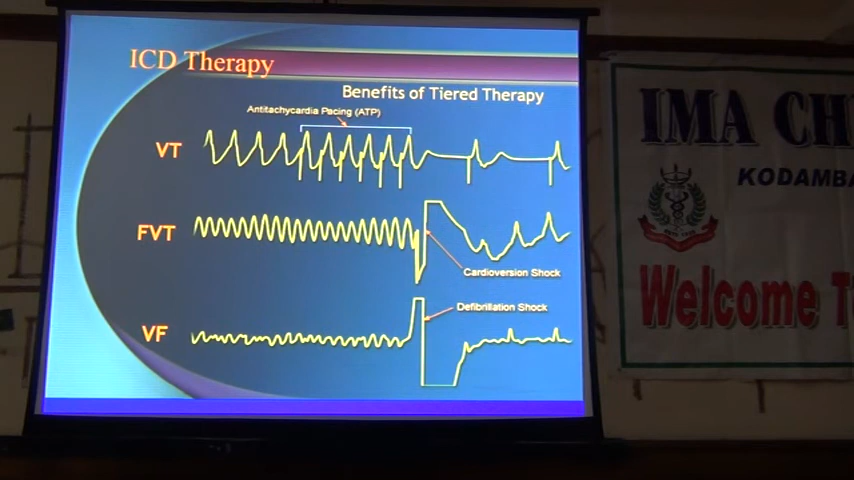 ICD Therapy
Benefits of Tiered Therapy
Antitachycardia Pacing (ATP)
VT
FVT
Cardioversion Shock
Defibrillation Shock
VF
IMA CH
KODAMBA
Welcome T